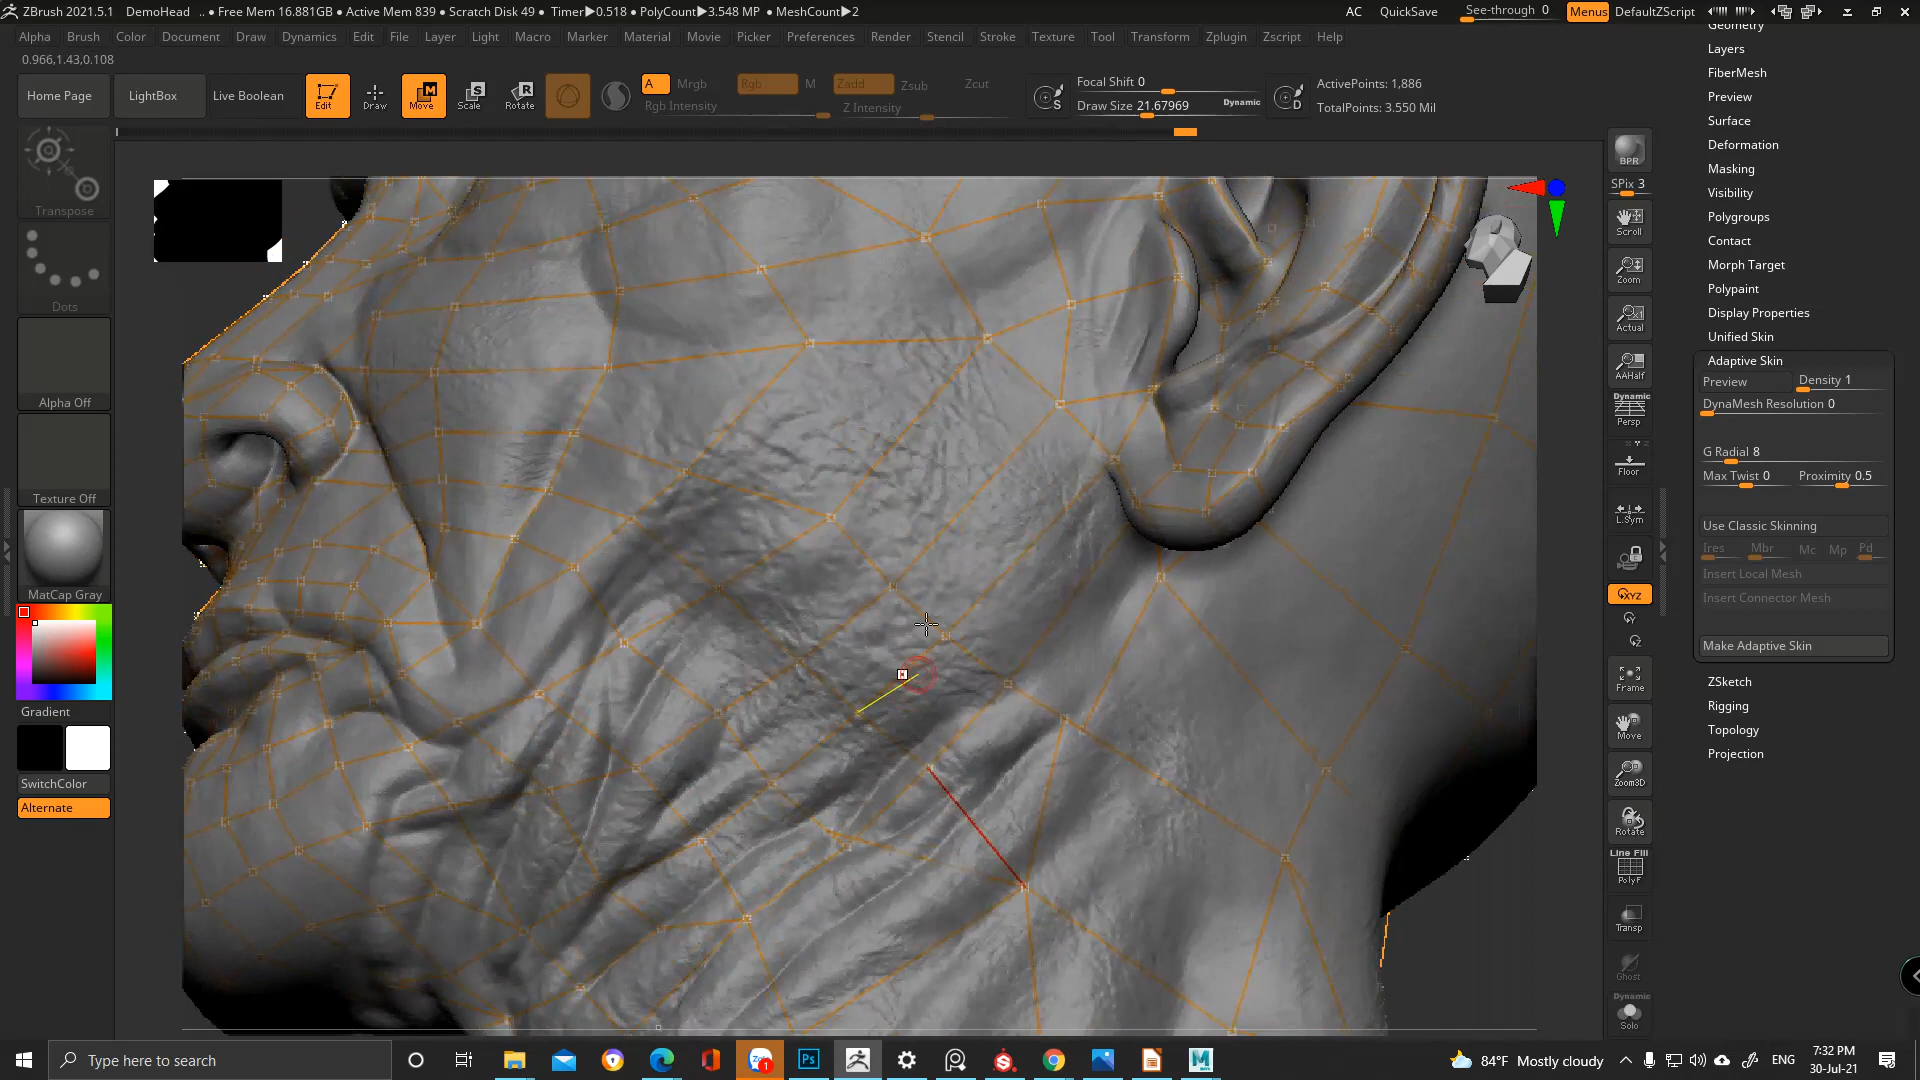 ZBrush 2021.5.1 DemoHead .. • Free Mem 16.881GB • Active Mem 839 • Scratch Disk 49 • Timer▶0.518 • PolyCount▶3.548 MP • MeshCount▶2 AC QuickSave See-through 0 Menus DefaultZScript
Alpha Brush Color Document Draw Dynamics Edit File Layer Light Macro Marker Material Movie Picker Preferences Render Stencil Stroke Texture Tool Transform Zplugin Zscript Help
0.966,1.43,0.108
Home Page LightBox Live Boolean Edit Draw Move Scale Rotate
A Mrgb Rgb M Zadd Zsub Zcut
Rgb Intensity Z Intensity
Focal Shift 0
Draw Size 21.67969 Dynamic
ActivePoints: 1,886
TotalPoints: 3.550 Mil
Transpose
Dots
Alpha Off
Texture Off
MatCap Gray
Gradient
SwitchColor
Alternate
BPR
SPix 3
Scroll
Zoom
Actual
AAHalf
Dynamic
Persp
Floor
L.Sym
XYZ
Frame
Move
Zoom3D
Rotate
Line Fill
PolyF
Transp
Ghost
Dynamic
Solo
Geometry
Layers
FiberMesh
Preview
Surface
Deformation
Masking
Visibility
Polygroups
Contact
Morph Target
Polypaint
Display Properties
Unified Skin
Adaptive Skin
Preview Density 1
DynaMesh Resolution 0
G Radial 8
Max Twist 0 Proximity 0.5
Use Classic Skinning
Ires Mbr Mc Mp Pd
Insert Local Mesh
Insert Connector Mesh
Make Adaptive Skin
ZSketch
Rigging
Topology
Projection
Type here to search
84°F Mostly cloudy
ENG
7:32 PM
30-Jul-21